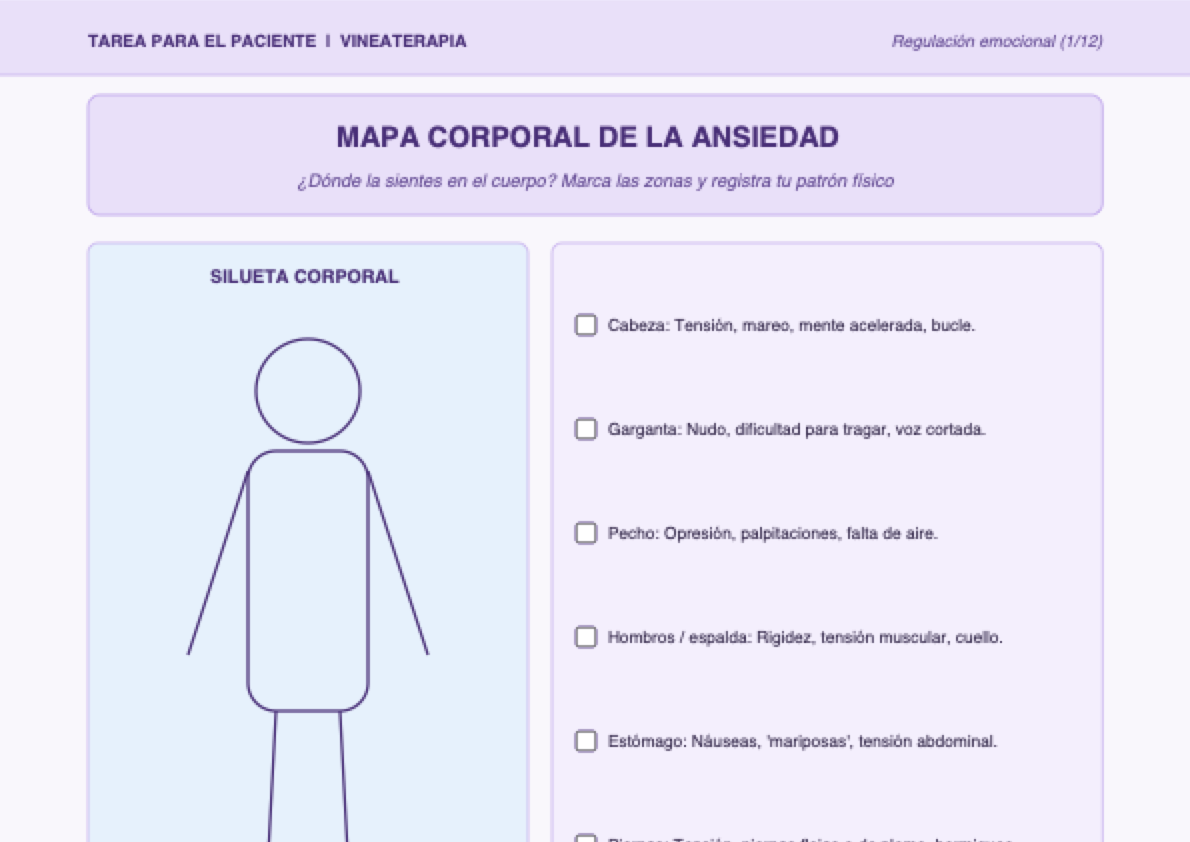 TAREA PARA EL PACIENTE | VINEATERAPIA
Regulación emocional (1/12)
MAPA CORPORAL DE LA ANSIEDAD
¿Dónde la sientes en el cuerpo? Marca las zonas y registra tu patrón físico
SILUETA CORPORAL
Cabeza: Tensión, mareo, mente acelerada, bucle.
Garganta: Nudo, dificultad para tragar, voz cortada.
Pecho: Opresión, palpitaciones, falta de aire.
Hombros / espalda: Rigidez, tensión muscular, cuello.
Estómago: Náuseas, 'mariposas', tensión abdominal.